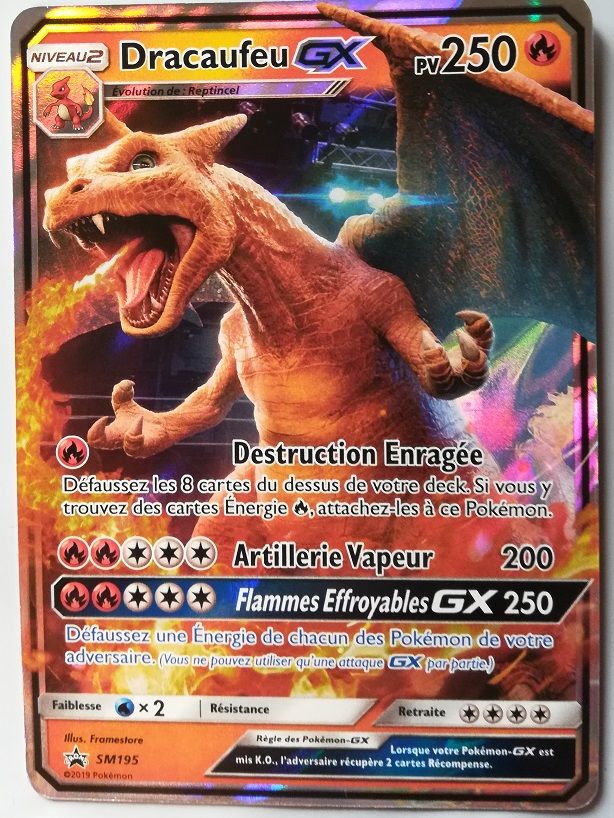 NIVEAU2 Dracaufeu GX PV250
Évolution de : Reptincel
Destruction Enragée
Défaussez les 8 cartes du dessus de votre deck. Si vous y
trouvez des cartes Énergie , attachez-les à ce Pokémon.
Artillerie Vapeur 200
Flammes Effroyables GX 250
Défaussez une Énergie de chacun des Pokémon de votre
adversaire. (Vous ne pouvez utiliser qu'une attaque GX par partie.)
Faiblesse ×2 Résistance Retraite
Illus. Framestore
SM195
©2019 Pokémon
Règle des Pokémon-GX
Lorsque votre Pokémon-GX est
mis K.O., l'adversaire récupère 2 cartes Récompense.